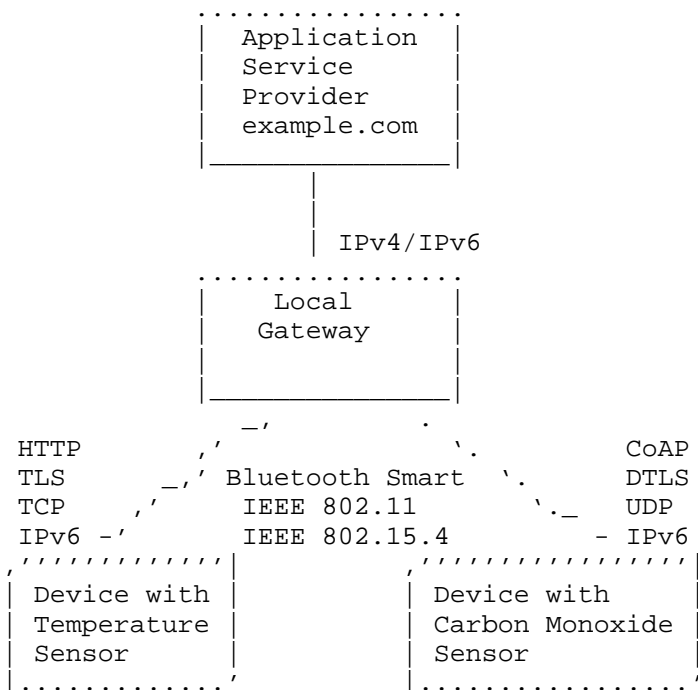 Application
Service
Provider
example.com
IPv4/IPv6
Local
Gateway
HTTP CoAP
TLS Bluetooth Smart DTLS
TCP IEEE 802.11 UDP
IPv6 IEEE 802.15.4 IPv6
Device with Device with
Temperature Carbon Monoxide
Sensor Sensor